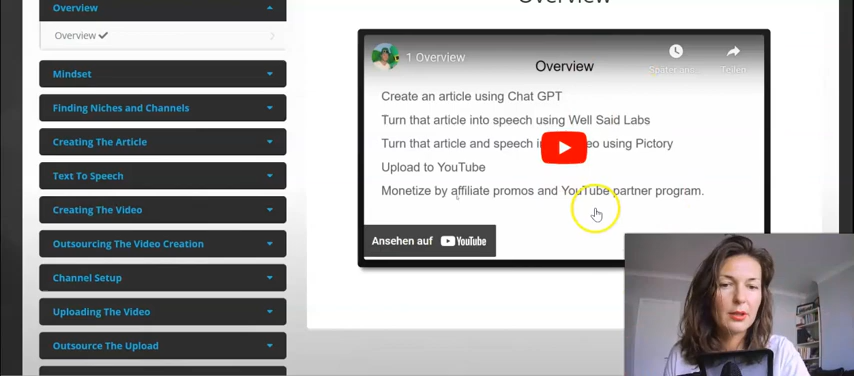 Overview
Overview
Overview
Mindset
Finding Niches and Channels
Creating The Article
Text To Speech
Creating The Video
Outsourcing The Video Creation
Channel Setup
Uploading The Video
Outsource The Upload
1 Overview
Overview
Später
Teilen
Create an article using Chat GPT
Turn that article into speech using Well Said Labs
Turn that article and speech using Pictory
Upload to YouTube
Monetize by affiliate promos and YouTube partner program.
Ansehen auf YouTube